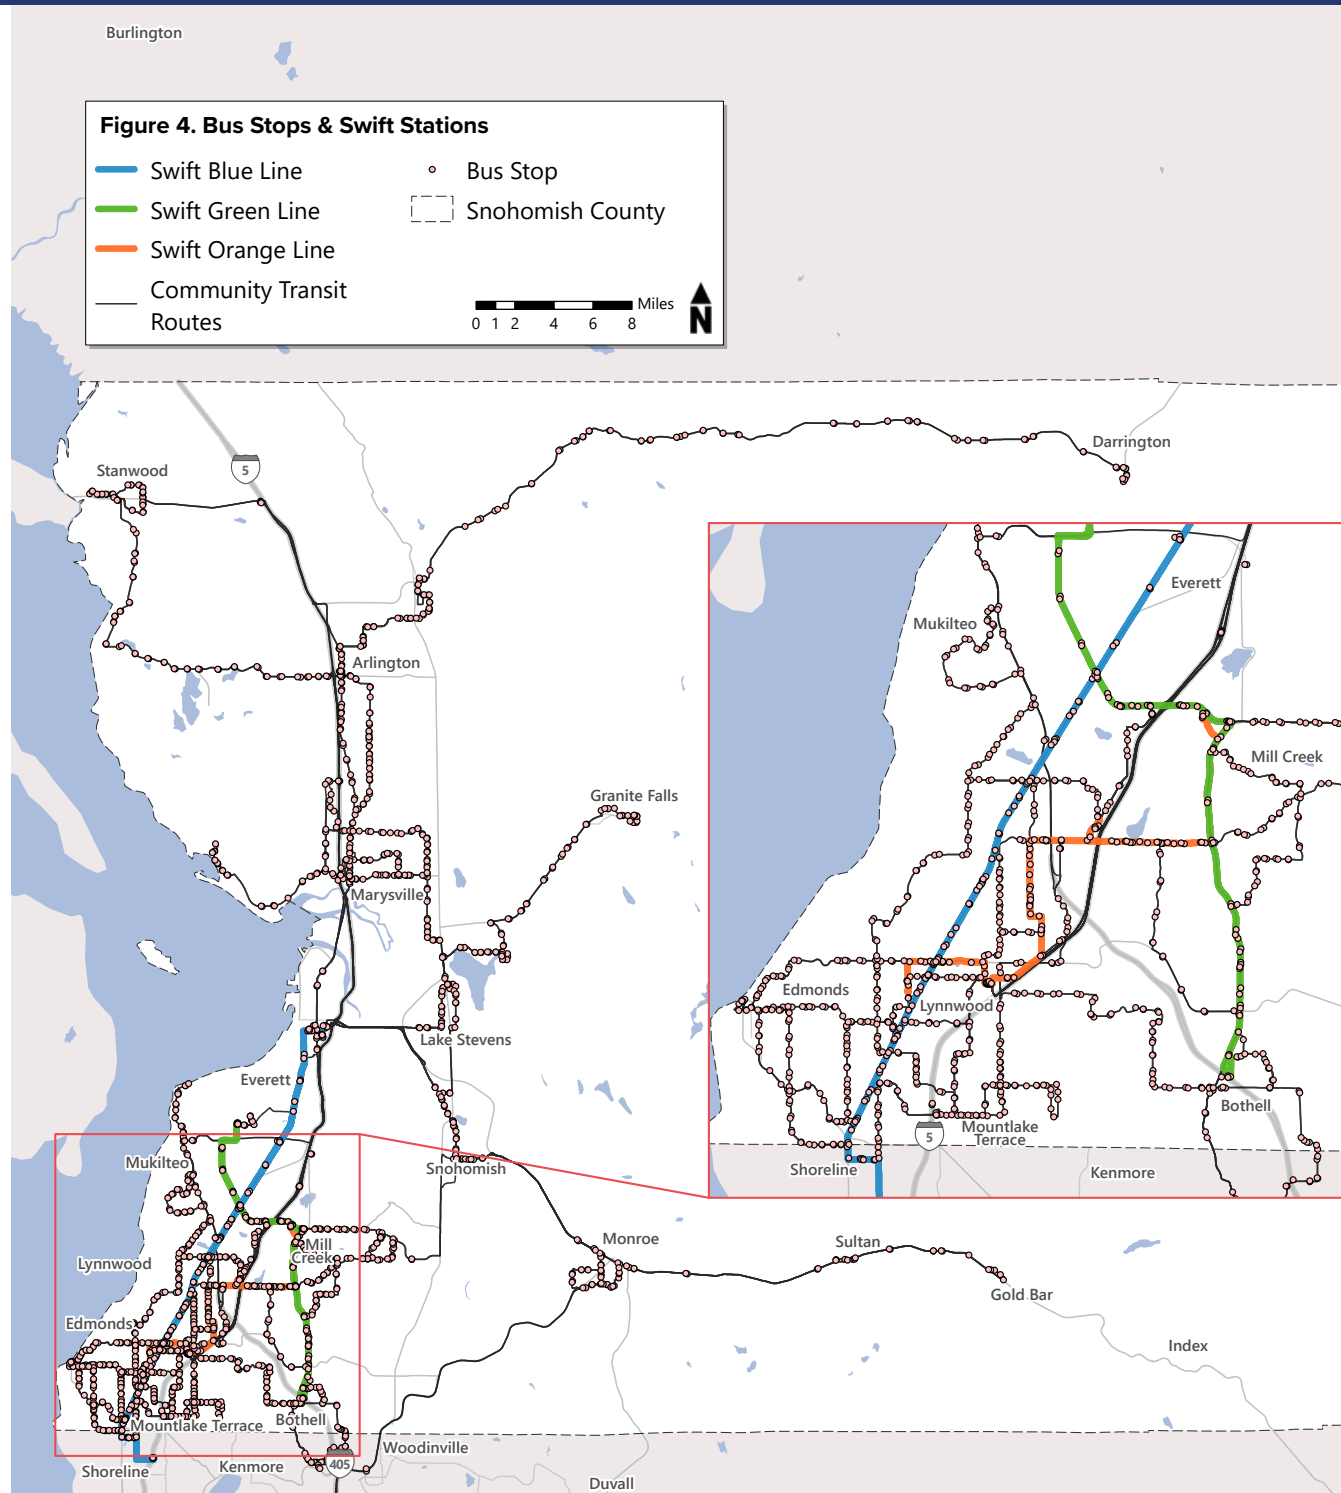 Burlington
Figure 4. Bus Stops & Swift Stations
Swift Blue Line
Swift Green Line
Swift Orange Line
Community Transit
Routes
Bus Stop
Snohomish County
Miles
0 1 2 4 6 8
N
Stanwood
5
Darrington
Arlington
Granite Falls
Marysville
Lake Stevens
Everett
Mukilteo
Snohomish
Lynnwood
Mill
Creek
Monroe
Sultan
Gold Bar
Edmonds
Index
Mountlake Terrace
Bothell
Woodinville
Shoreline
Kenmore
405
Duvall
Everett
Mukilteo
Mill Creek
Edmonds
Lynnwood
Bothell
5
Mountlake
Terrace
Shoreline
Kenmore